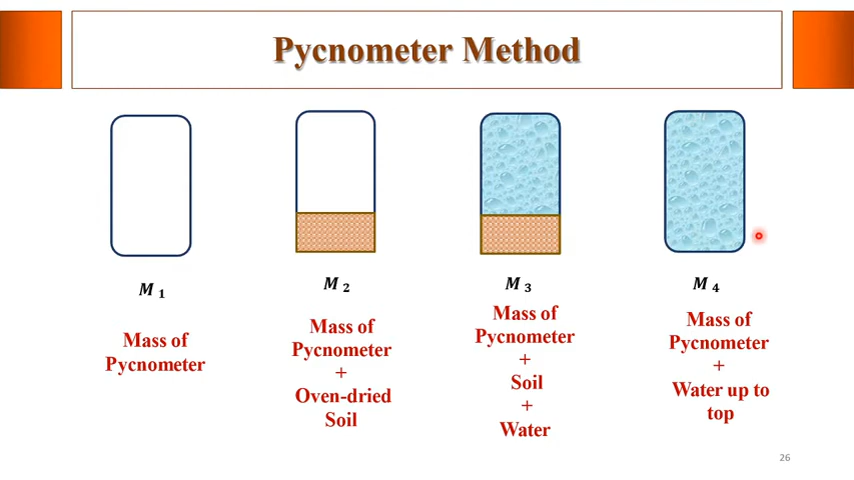 Pycnometer Method
M 1
Mass of
Pycnometer
M 2
Mass of
Pycnometer
+
Oven-dried
Soil
M 3
Mass of
Pycnometer
+
Soil
+
Water
M 4
Mass of
Pycnometer
+
Water up to
top
26